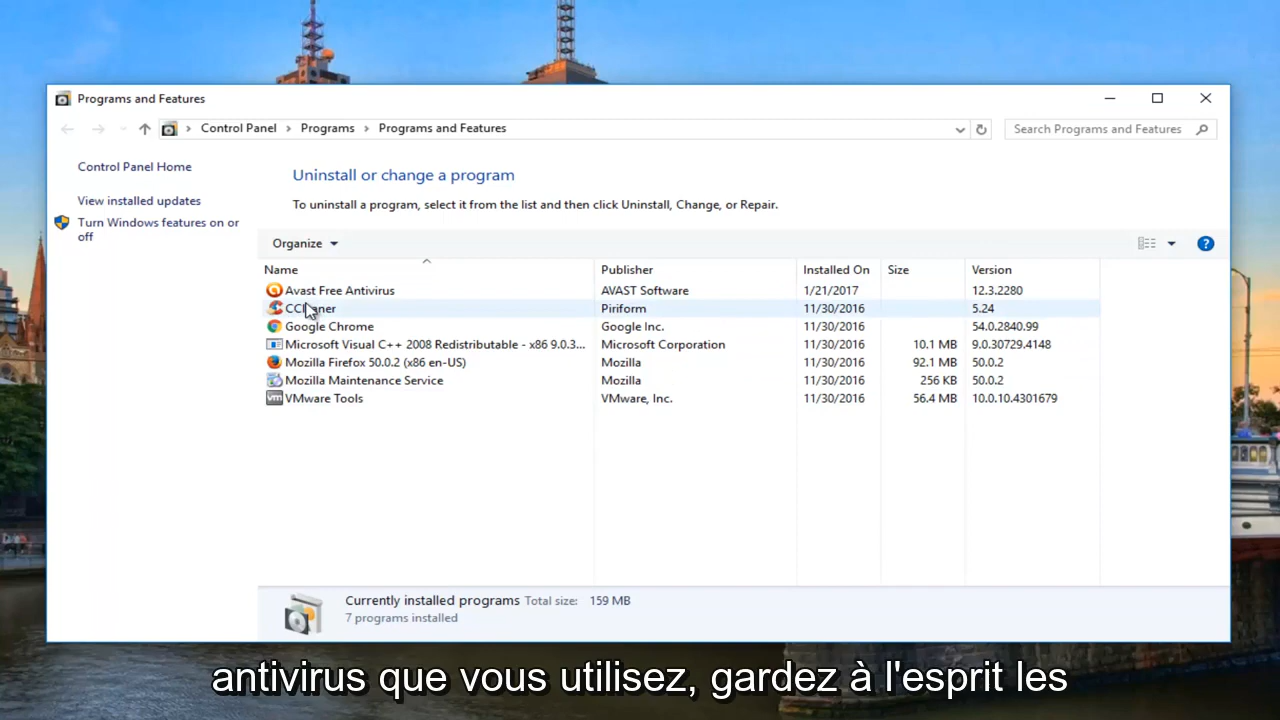 Programs and Features
Control Panel > Programs > Programs and Features
Search Programs and Features
Control Panel Home
View installed updates
Turn Windows features on or
off
Uninstall or change a program
To uninstall a program, select it from the list and then click Uninstall, Change, or Repair.
Organize
Name Publisher Installed On Size Version
Avast Free Antivirus AVAST Software 1/21/2017 12.3.2280
CCleaner Piriform 11/30/2016 5.24
Google Chrome Google Inc. 11/30/2016 54.0.2840.99
Microsoft Visual C++ 2008 Redistributable - x86 9.0.3... Microsoft Corporation 11/30/2016 10.1 MB 9.0.30729.4148
Mozilla Firefox 50.0.2 (x86 en-US) Mozilla 11/30/2016 92.1 MB 50.0.2
Mozilla Maintenance Service Mozilla 11/30/2016 256 KB 50.0.2
VMware Tools VMware, Inc. 11/30/2016 56.4 MB 10.0.10.4301679
Currently installed programs Total size: 159 MB
7 programs installed
antivirus que vous utilisez, gardez à l'esprit les